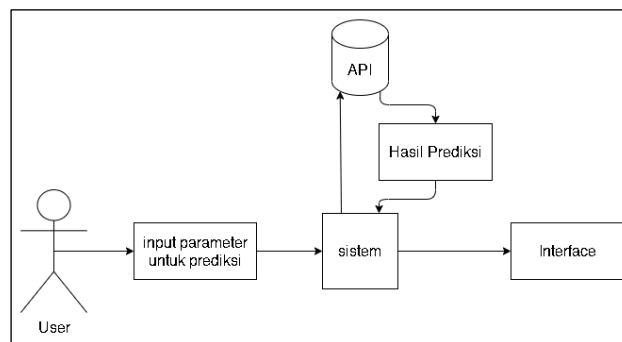 API
Hasil Prediksi
input parameter
untuk prediksi
sistem
Interface
User